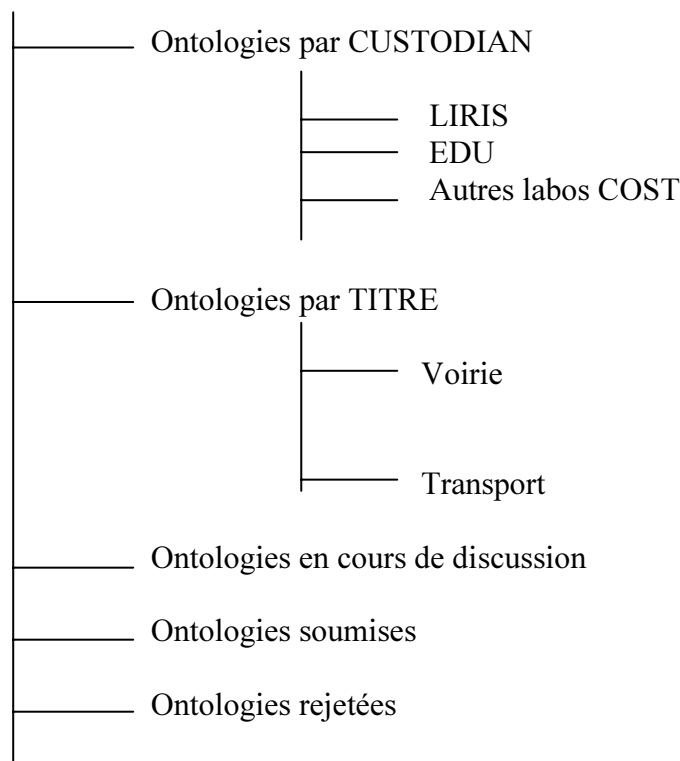 Ontologies par CUSTODIAN
LIRIS
EDU
Autres labos COST
Ontologies par TITRE
Voirie
Transport
Ontologies en cours de discussion
Ontologies soumises
Ontologies rejetées